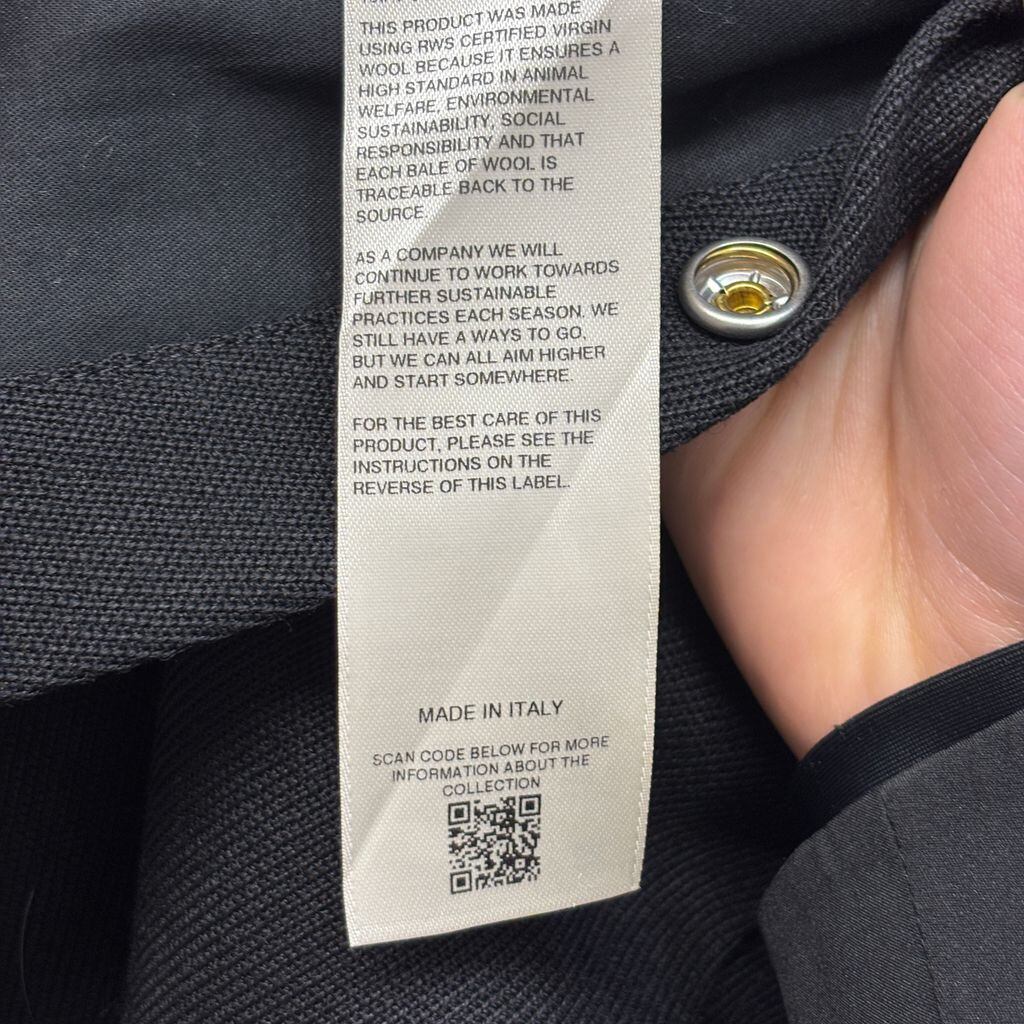 THIS PRODUCT WAS MADE
USING RWS CERTIFIED VIRGIN
WOOL BECAUSE IT ENSURES A
HIGH STANDARD IN ANIMAL
WELFARE, ENVIRONMENTAL
SUSTAINABILITY, SOCIAL
RESPONSIBILITY AND THAT
EACH BALE OF WOOL IS
TRACEABLE BACK TO THE
SOURCE.
AS A COMPANY WE WILL
CONTINUE TO WORK TOWARDS
FURTHER SUSTAINABLE
PRACTICES EACH SEASON. WE
STILL HAVE A WAYS TO GO,
BUT WE CAN ALL AIM HIGHER
AND START SOMEWHERE.
FOR THE BEST CARE OF THIS
PRODUCT, PLEASE SEE THE
INSTRUCTIONS ON THE
REVERSE OF THIS LABEL.
MADE IN ITALY
SCAN CODE BELOW FOR MORE
INFORMATION ABOUT THE
COLLECTION